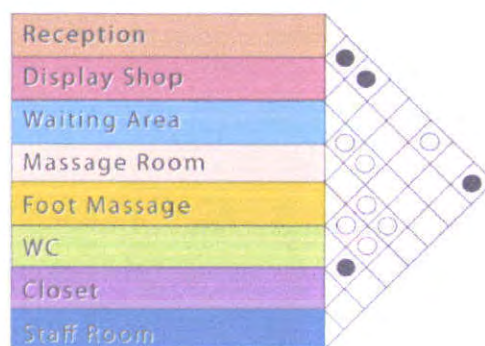 Reception
Display Shop
Waiting Area
Massage Room
Foot Massage
WC
Closet
Staff Room